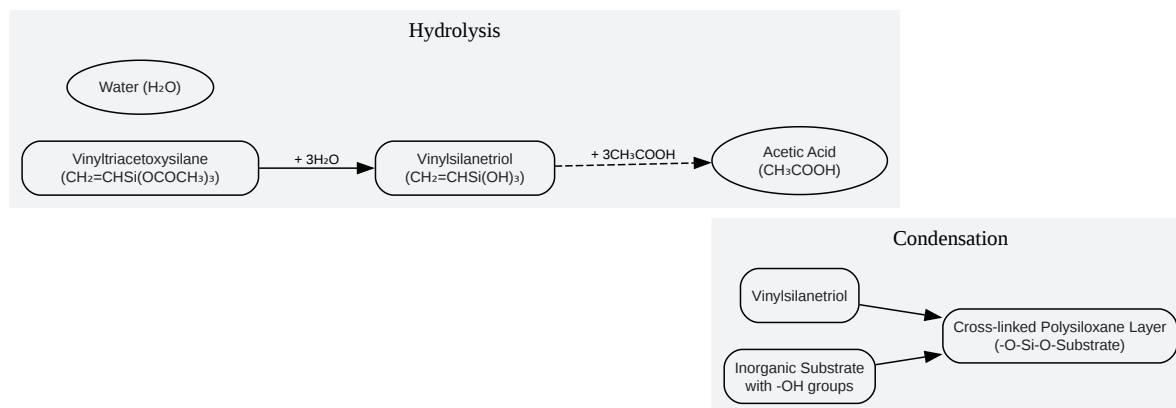 Hydrolysis
Water (H₂O)
Vinyltriacetoxysilane
(CH₂=CHSi(OCOCH₃)₃)
+ 3H₂O
Vinylsilanetriol
(CH₂=CHSi(OH)₃)
+ 3CH₃COOH
Acetic Acid
(CH₃COOH)
Condensation
Vinylsilanetriol
Inorganic Substrate
with -OH groups
Cross-linked Polysiloxane Layer
(-O-Si-O-Substrate)